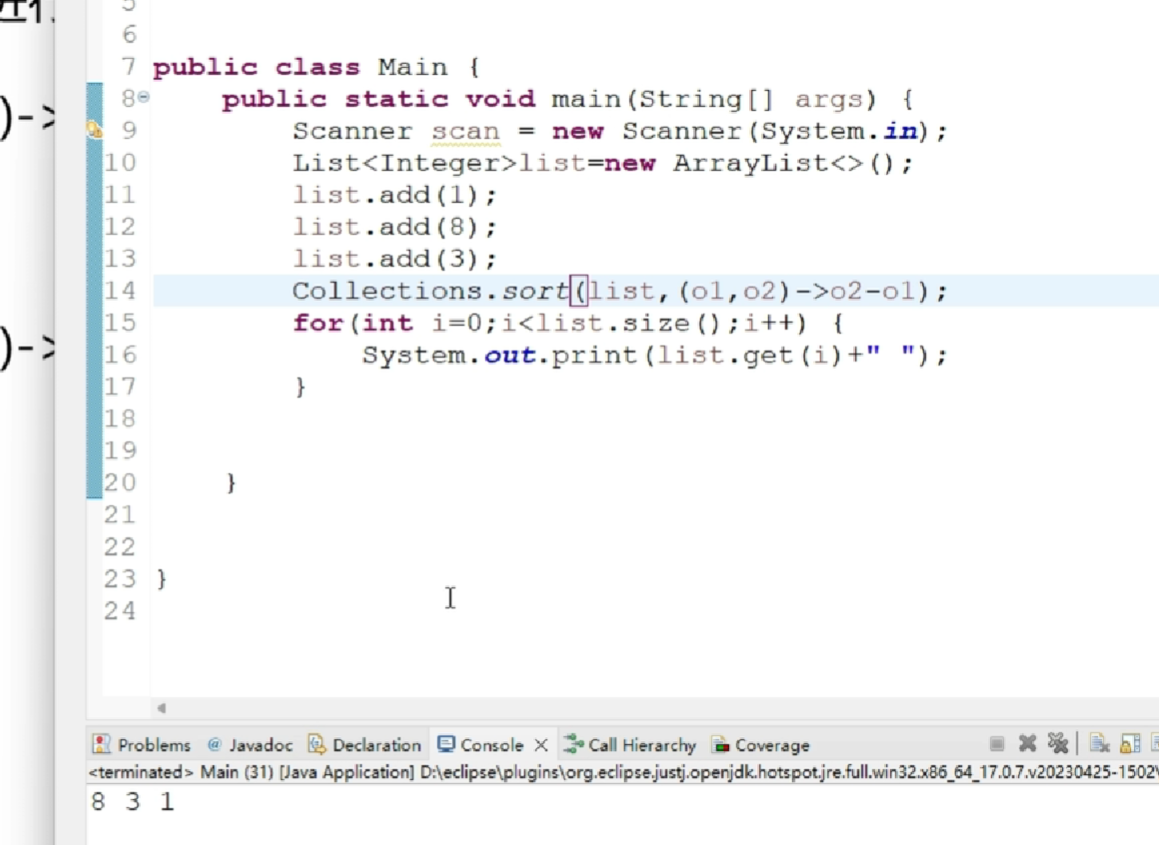 进行
)->
)->
5
6
7 public class Main {
8 public static void main(String[] args) {
9 Scanner scan = new Scanner(System.in);
10 List<Integer>list=new ArrayList<>();
11 list.add(1);
12 list.add(8);
13 list.add(3);
14 Collections.sort(list,(o1,o2)->o2-o1);
15 for(int i=0;i<list.size();i++) {
16 System.out.print(list.get(i)+" ");
17 }
18
19
20 }
21
22
23 }
24
Problems @ Javadoc Declaration Console Call Hierarchy Coverage
<terminated> Main (31) [Java Application] D:\eclipse\plugins\org.eclipse.justj.openjdk.hotspot.jre.full.win32.x86_64_17.0.7.v20230425-1502\
8 3 1